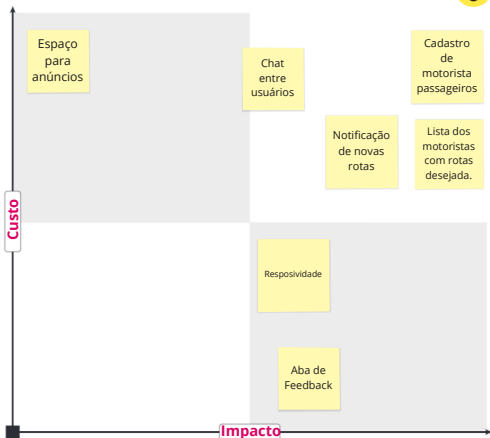 Espaço
para
anúncios
Chat
entre
usuários
Cadastro
de
motorista
passageiros
Notificação
de novas
rotas
Lista dos
motoristas
com rotas
desejada.
Custo
Resposividade
Aba de
Feedback
Impacto